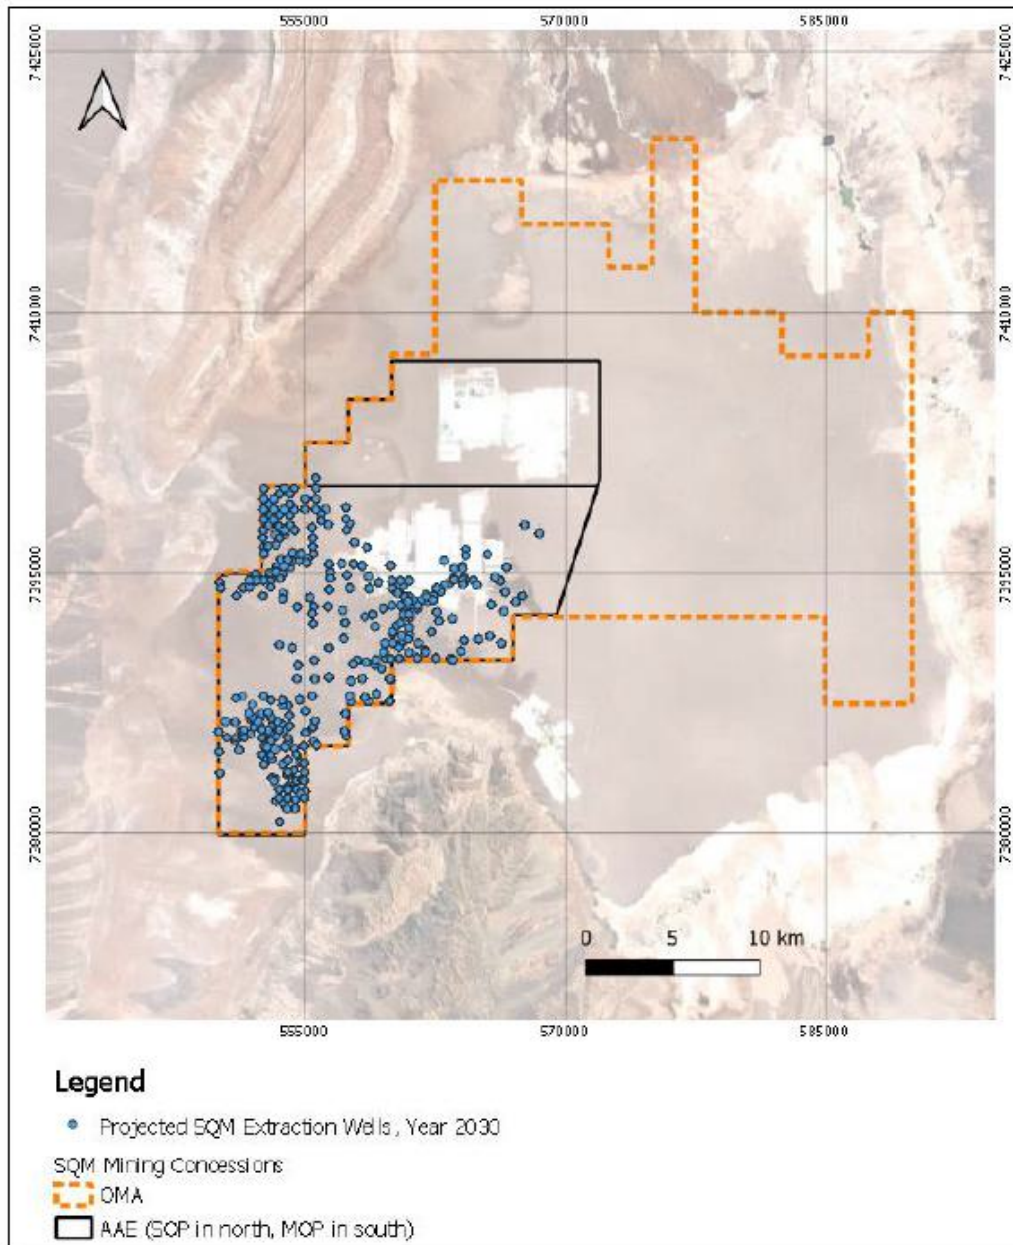 555000 570000 585000
7425000 7425000
7410000 7410000
7395000 7395000
7380000 7380000
0 5 10 km
555000 570000 585000
Legend
Projected SQM Extraction Wells, Year 2030
SQM Mining Concessions
OMA
AAE (SOP in north, MOP in south)